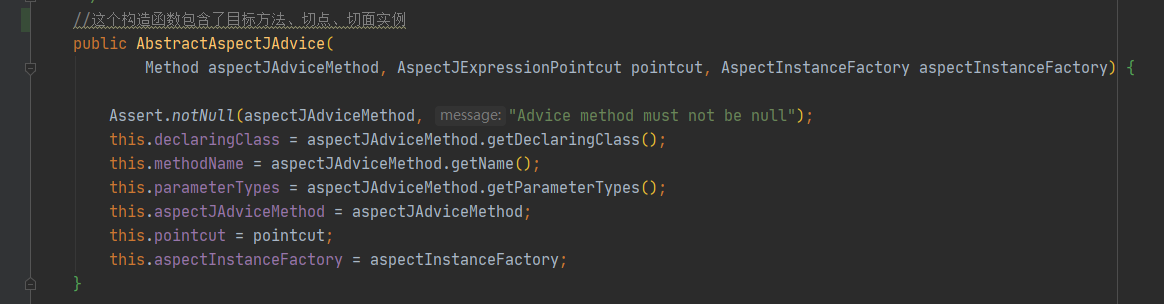 //这个构造函数包含了目标方法、切点、切面实例
public AbstractAspectJAdvice(
Method aspectJAdviceMethod, AspectJExpressionPointcut pointcut, AspectInstanceFactory aspectInstanceFactory) {
Assert.notNull(aspectJAdviceMethod, message: "Advice method must not be null");
this.declaringClass = aspectJAdviceMethod.getDeclaringClass();
this.methodName = aspectJAdviceMethod.getName();
this.parameterTypes = aspectJAdviceMethod.getParameterTypes();
this.aspectJAdviceMethod = aspectJAdviceMethod;
this.pointcut = pointcut;
this.aspectInstanceFactory = aspectInstanceFactory;
}